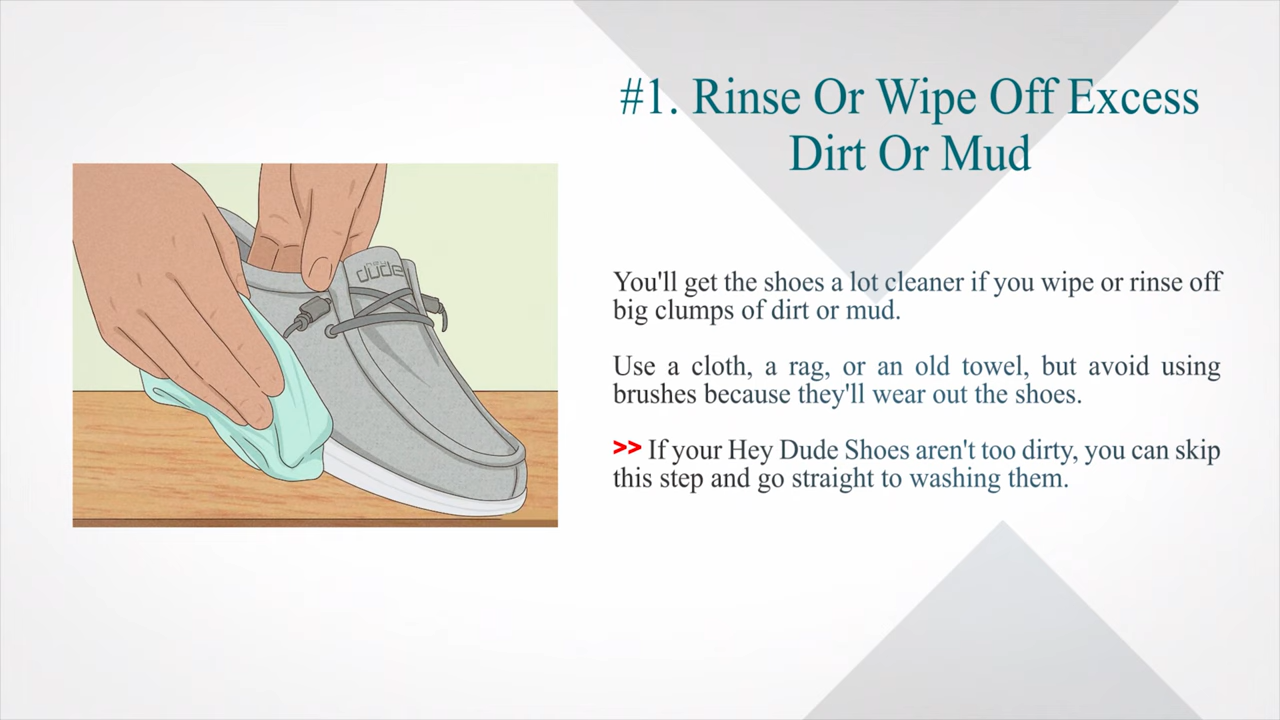 #1. Rinse Or Wipe Off Excess
Dirt Or Mud
hey
dude
You'll get the shoes a lot cleaner if you wipe or rinse off
big clumps of dirt or mud.
Use a cloth, a rag, or an old towel, but avoid using
brushes because they'll wear out the shoes.
>> If your Hey Dude Shoes aren't too dirty, you can skip
this step and go straight to washing them.